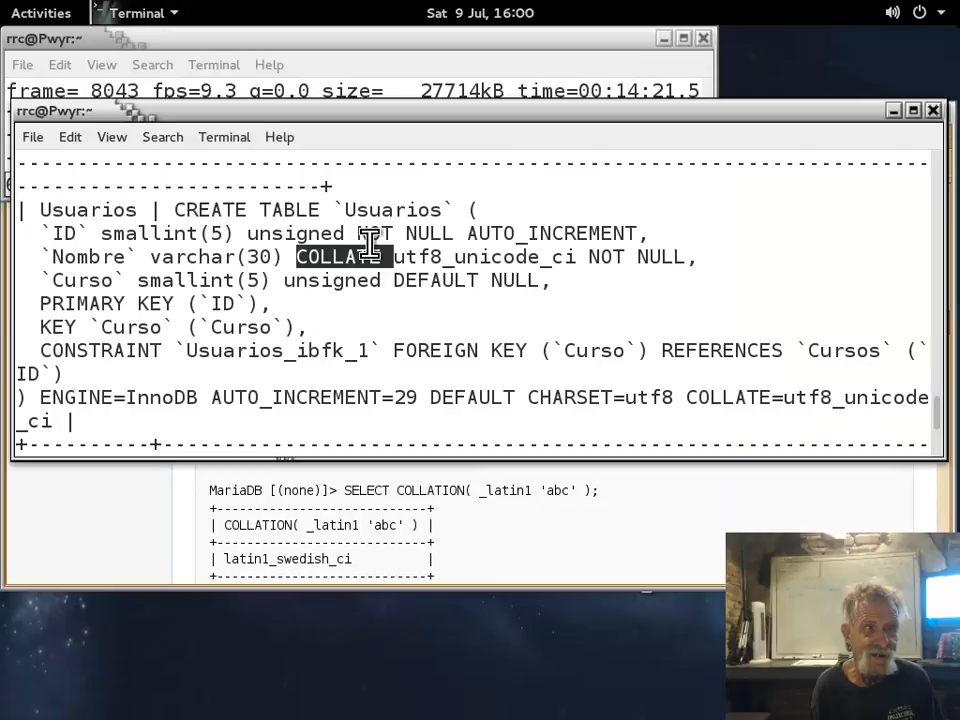 Activities Terminal Sat 9 Jul, 16:00
rrc@Pwyr:~
File Edit View Search Terminal Help
frame= 8043 fps=9.3 q=0.0 size= 27714kB time=00:14:21.5
rrc@Pwyr:~
File Edit View Search Terminal Help
---------------------------------------------------------------------------
-------------------------+
| Usuarios | CREATE TABLE `Usuarios` (
`ID` smallint(5) unsigned NOT NULL AUTO_INCREMENT,
`Nombre` varchar(30) COLLATE utf8_unicode_ci NOT NULL,
`Curso` smallint(5) unsigned DEFAULT NULL,
PRIMARY KEY (`ID`),
KEY `Curso` (`Curso`),
CONSTRAINT `Usuarios_ibfk_1` FOREIGN KEY (`Curso`) REFERENCES `Cursos` (`
ID`)
) ENGINE=InnoDB AUTO_INCREMENT=29 DEFAULT CHARSET=utf8 COLLATE=utf8_unicode
_ci |
+----------+---------------------------------------------------------------
MariaDB [(none)]> SELECT COLLATION( _latin1 'abc' );
+----------------------------+
| COLLATION( _latin1 'abc' ) |
+----------------------------+
| latin1_swedish_ci |
+----------------------------+